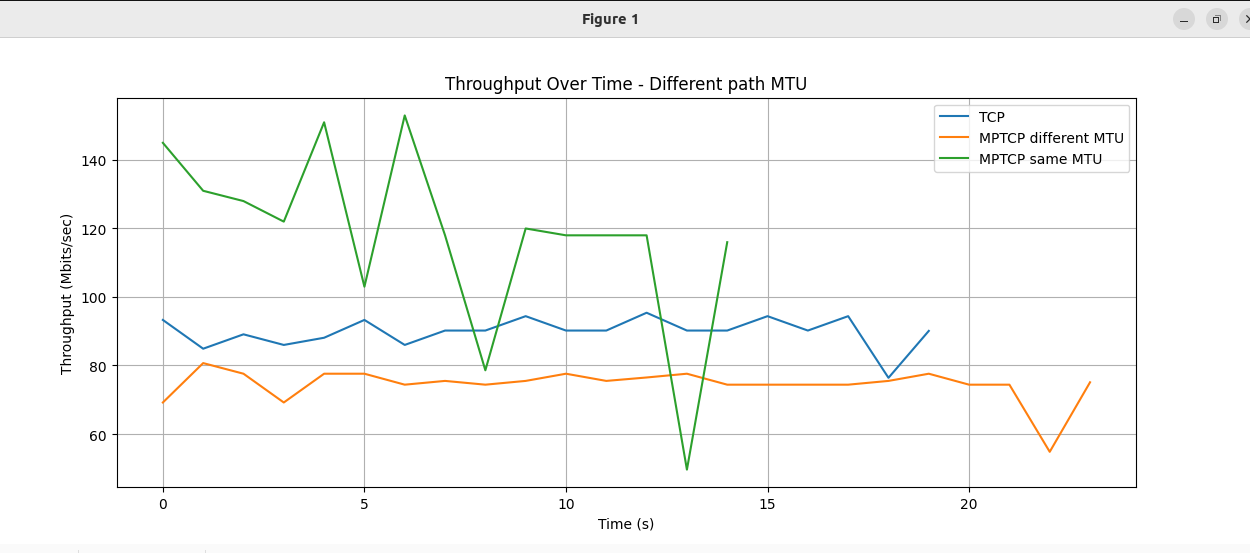 Figure 1
Throughput Over Time - Different path MTU
TCP
MPTCP different MTU
MPTCP same MTU
Throughput (Mbits/sec)
140
120
100
80
60
0 5 10 15 20
Time (s)